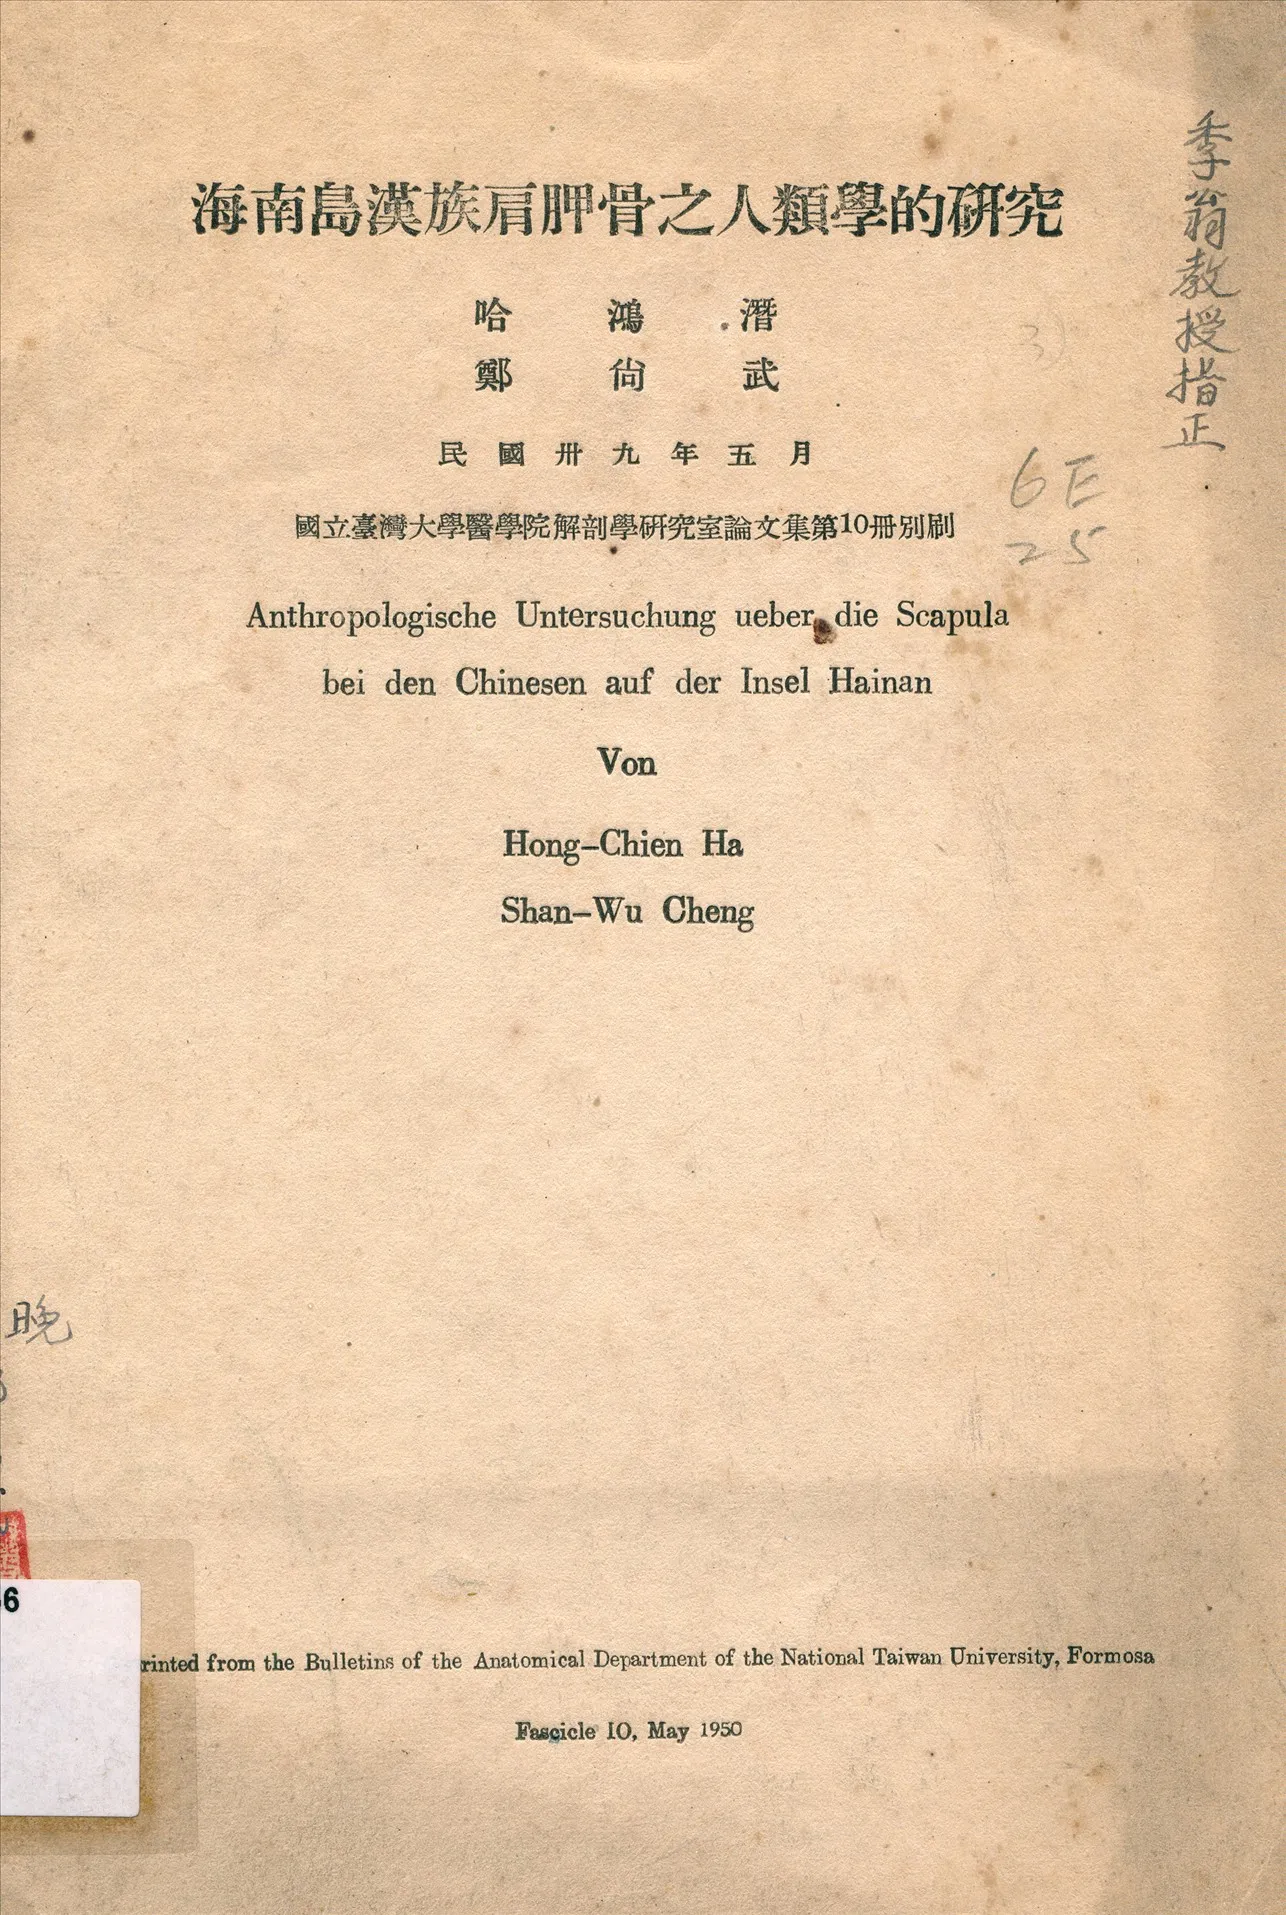 海南島漢族肩胛骨之人類學的研究
哈鴻潛
鄭尙武
民國卅九年五月
國立臺灣大學醫學院解剖學硏究室論文集第10冊別刷
Anthropologische Untersuchung ueber die Scapula
bei den Chinesen auf der Insel Hainan
Von
Hong-Chien Ha
Shan-Wu Cheng
季翁教授指正
6E
25
晚
6
rinted from the Bulletins of the Anatomical Department of the National Taiwan University, Formosa
Fascicle 10, May 1950